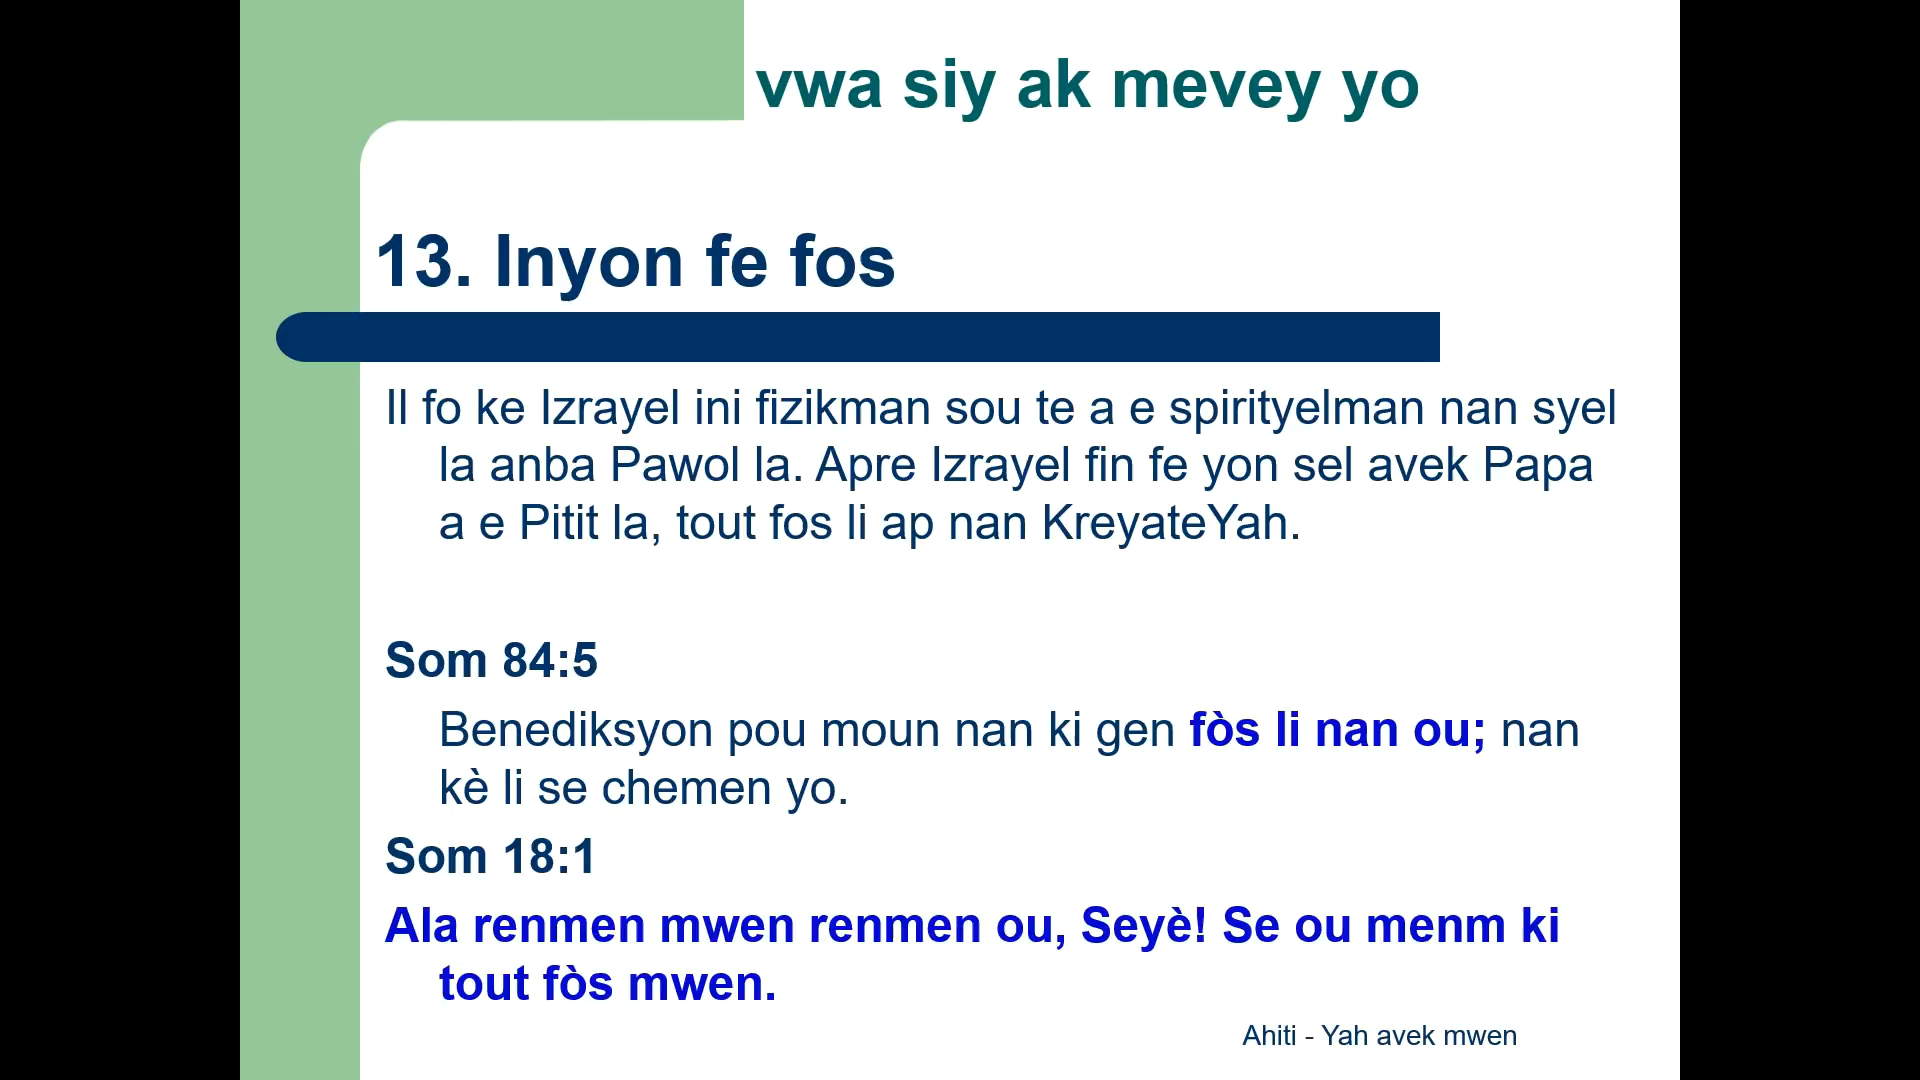 vwa siy ak mevey yo
13. Inyon fe fos
Il fo ke Izrayel ini fizikman sou te a e spirityelman nan syel
la anba Pawol la. Apre Izrayel fin fe yon sel avek Papa
a e Pitit la, tout fos li ap nan KreyateYah.
Som 84:5
Benediksyon pou moun nan ki gen fòs li nan ou; nan
kè li se chemen yo.
Som 18:1
Ala renmen mwen renmen ou, Seyè! Se ou menm ki
tout fòs mwen.
Ahiti - Yah avek mwen